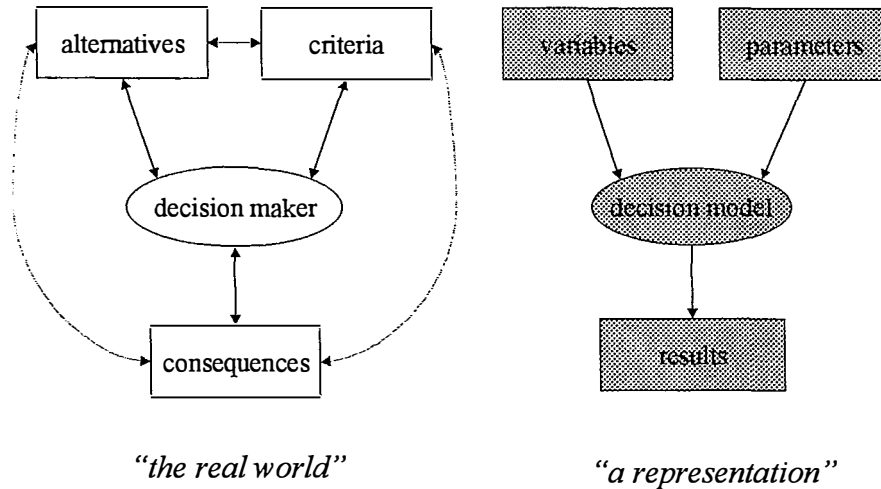 alternatives
criteria
variables
parameters
decision maker
decision model
consequences
results
“the real world”
“a representation”